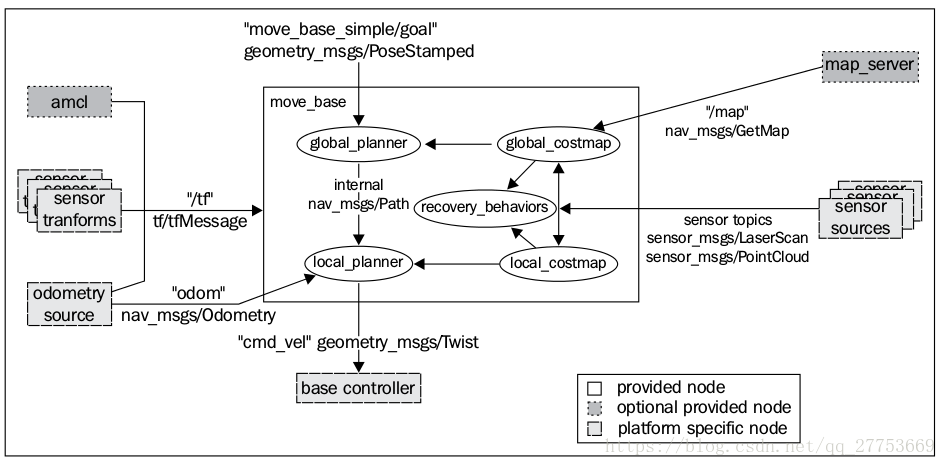 "move_base_simple/goal"
geometry_msgs/PoseStamped
map_server
amcl
move_base
"/map"
nav_msgs/GetMap
global_planner
global_costmap
sensor
sensor
tranforms
"/tf"
tf/tfMessage
internal
nav_msgs/Path
recovery_behaviors
sensor topics
sensor_msgs/LaserScan
sensor_msgs/PointCloud
sensor
sensor
sources
local_planner
local_costmap
odometry
source
"odom"
nav_msgs/Odometry
"cmd_vel" geometry_msgs/Twist
base controller
provided node
optional provided node
platform specific node
https://blog.csdn.net/qq_27753669